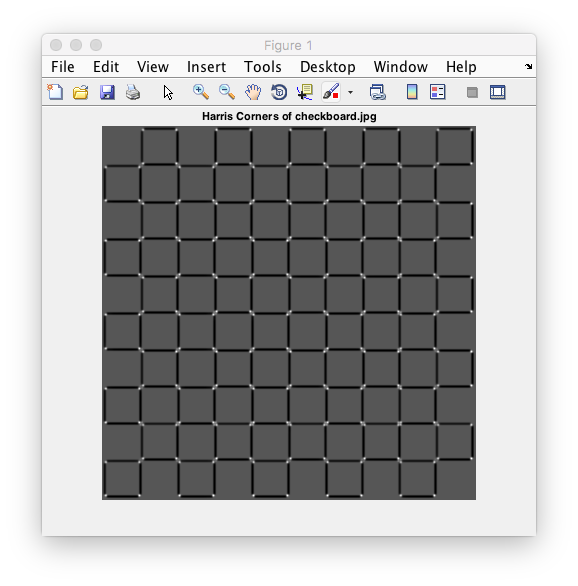 Figure 1
File Edit View Insert Tools Desktop Window Help
Harris Corners of checkboard.jpg